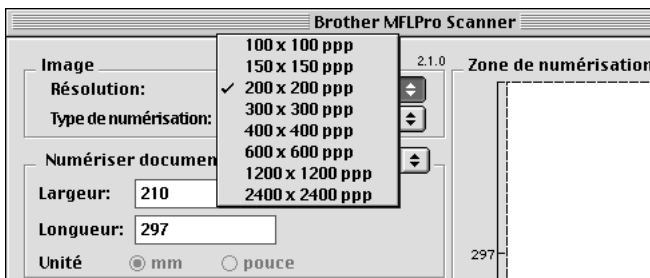 Brother MFLPro Scanner
Image
2.1.0
Résolution:
Type de numérisation:
100 x 100 ppp
150 x 150 ppp
✓ 200 x 200 ppp
300 x 300 ppp
400 x 400 ppp
600 x 600 ppp
1200 x 1200 ppp
2400 x 2400 ppp
Numériser documen
Largeur: 210
Longueur: 297
Unité mm pouce
Zone de numérisation
297